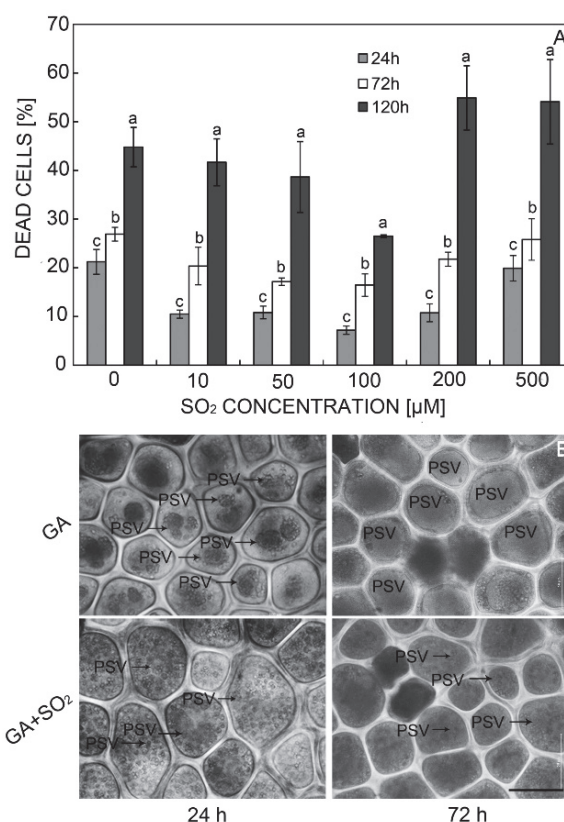 A
70
60
50
40
30
20
10
0
DEAD CELLS [%]
24h
72h
120h
c b a
c b a
c b a
c b a
c b a
c b a
0 10 50 100 200 500
SO₂ CONCENTRATION [µM]
GA
PSV
PSV
PSV
PSV
PSV
PSV
B
PSV
PSV
PSV
PSV
PSV
PSV
GA+SO₂
PSV
PSV
PSV
PSV
PSV
PSV
PSV
24 h 72 h